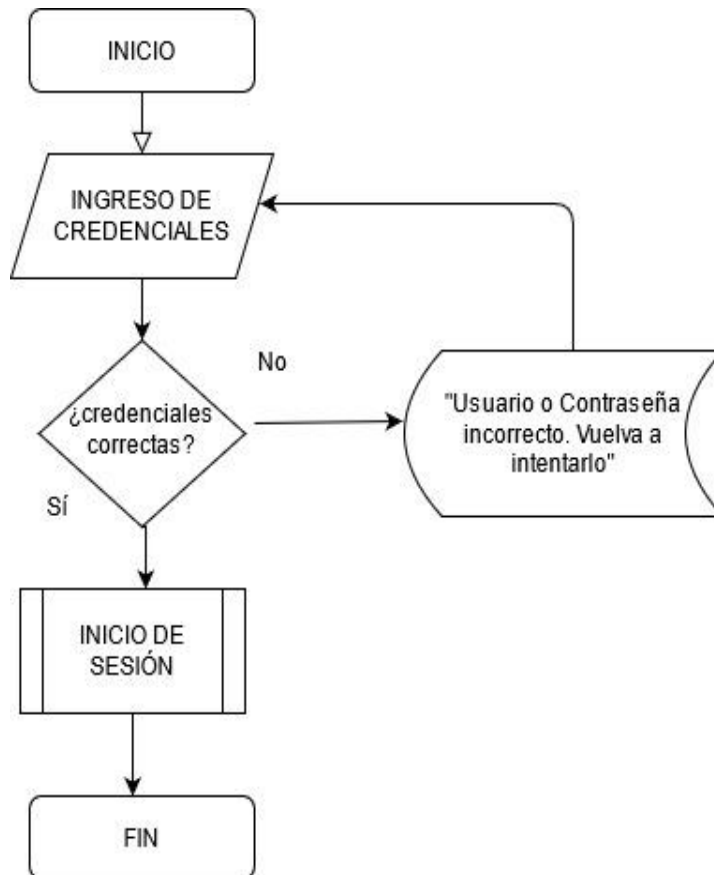 INICIO
INGRESO DE
CREDENCIALES
No
¿credenciales
correctas?
"Usuario o Contraseña
incorrecto. Vuelva a
intentarlo"
Sí
INICIO DE
SESIÓN
FIN